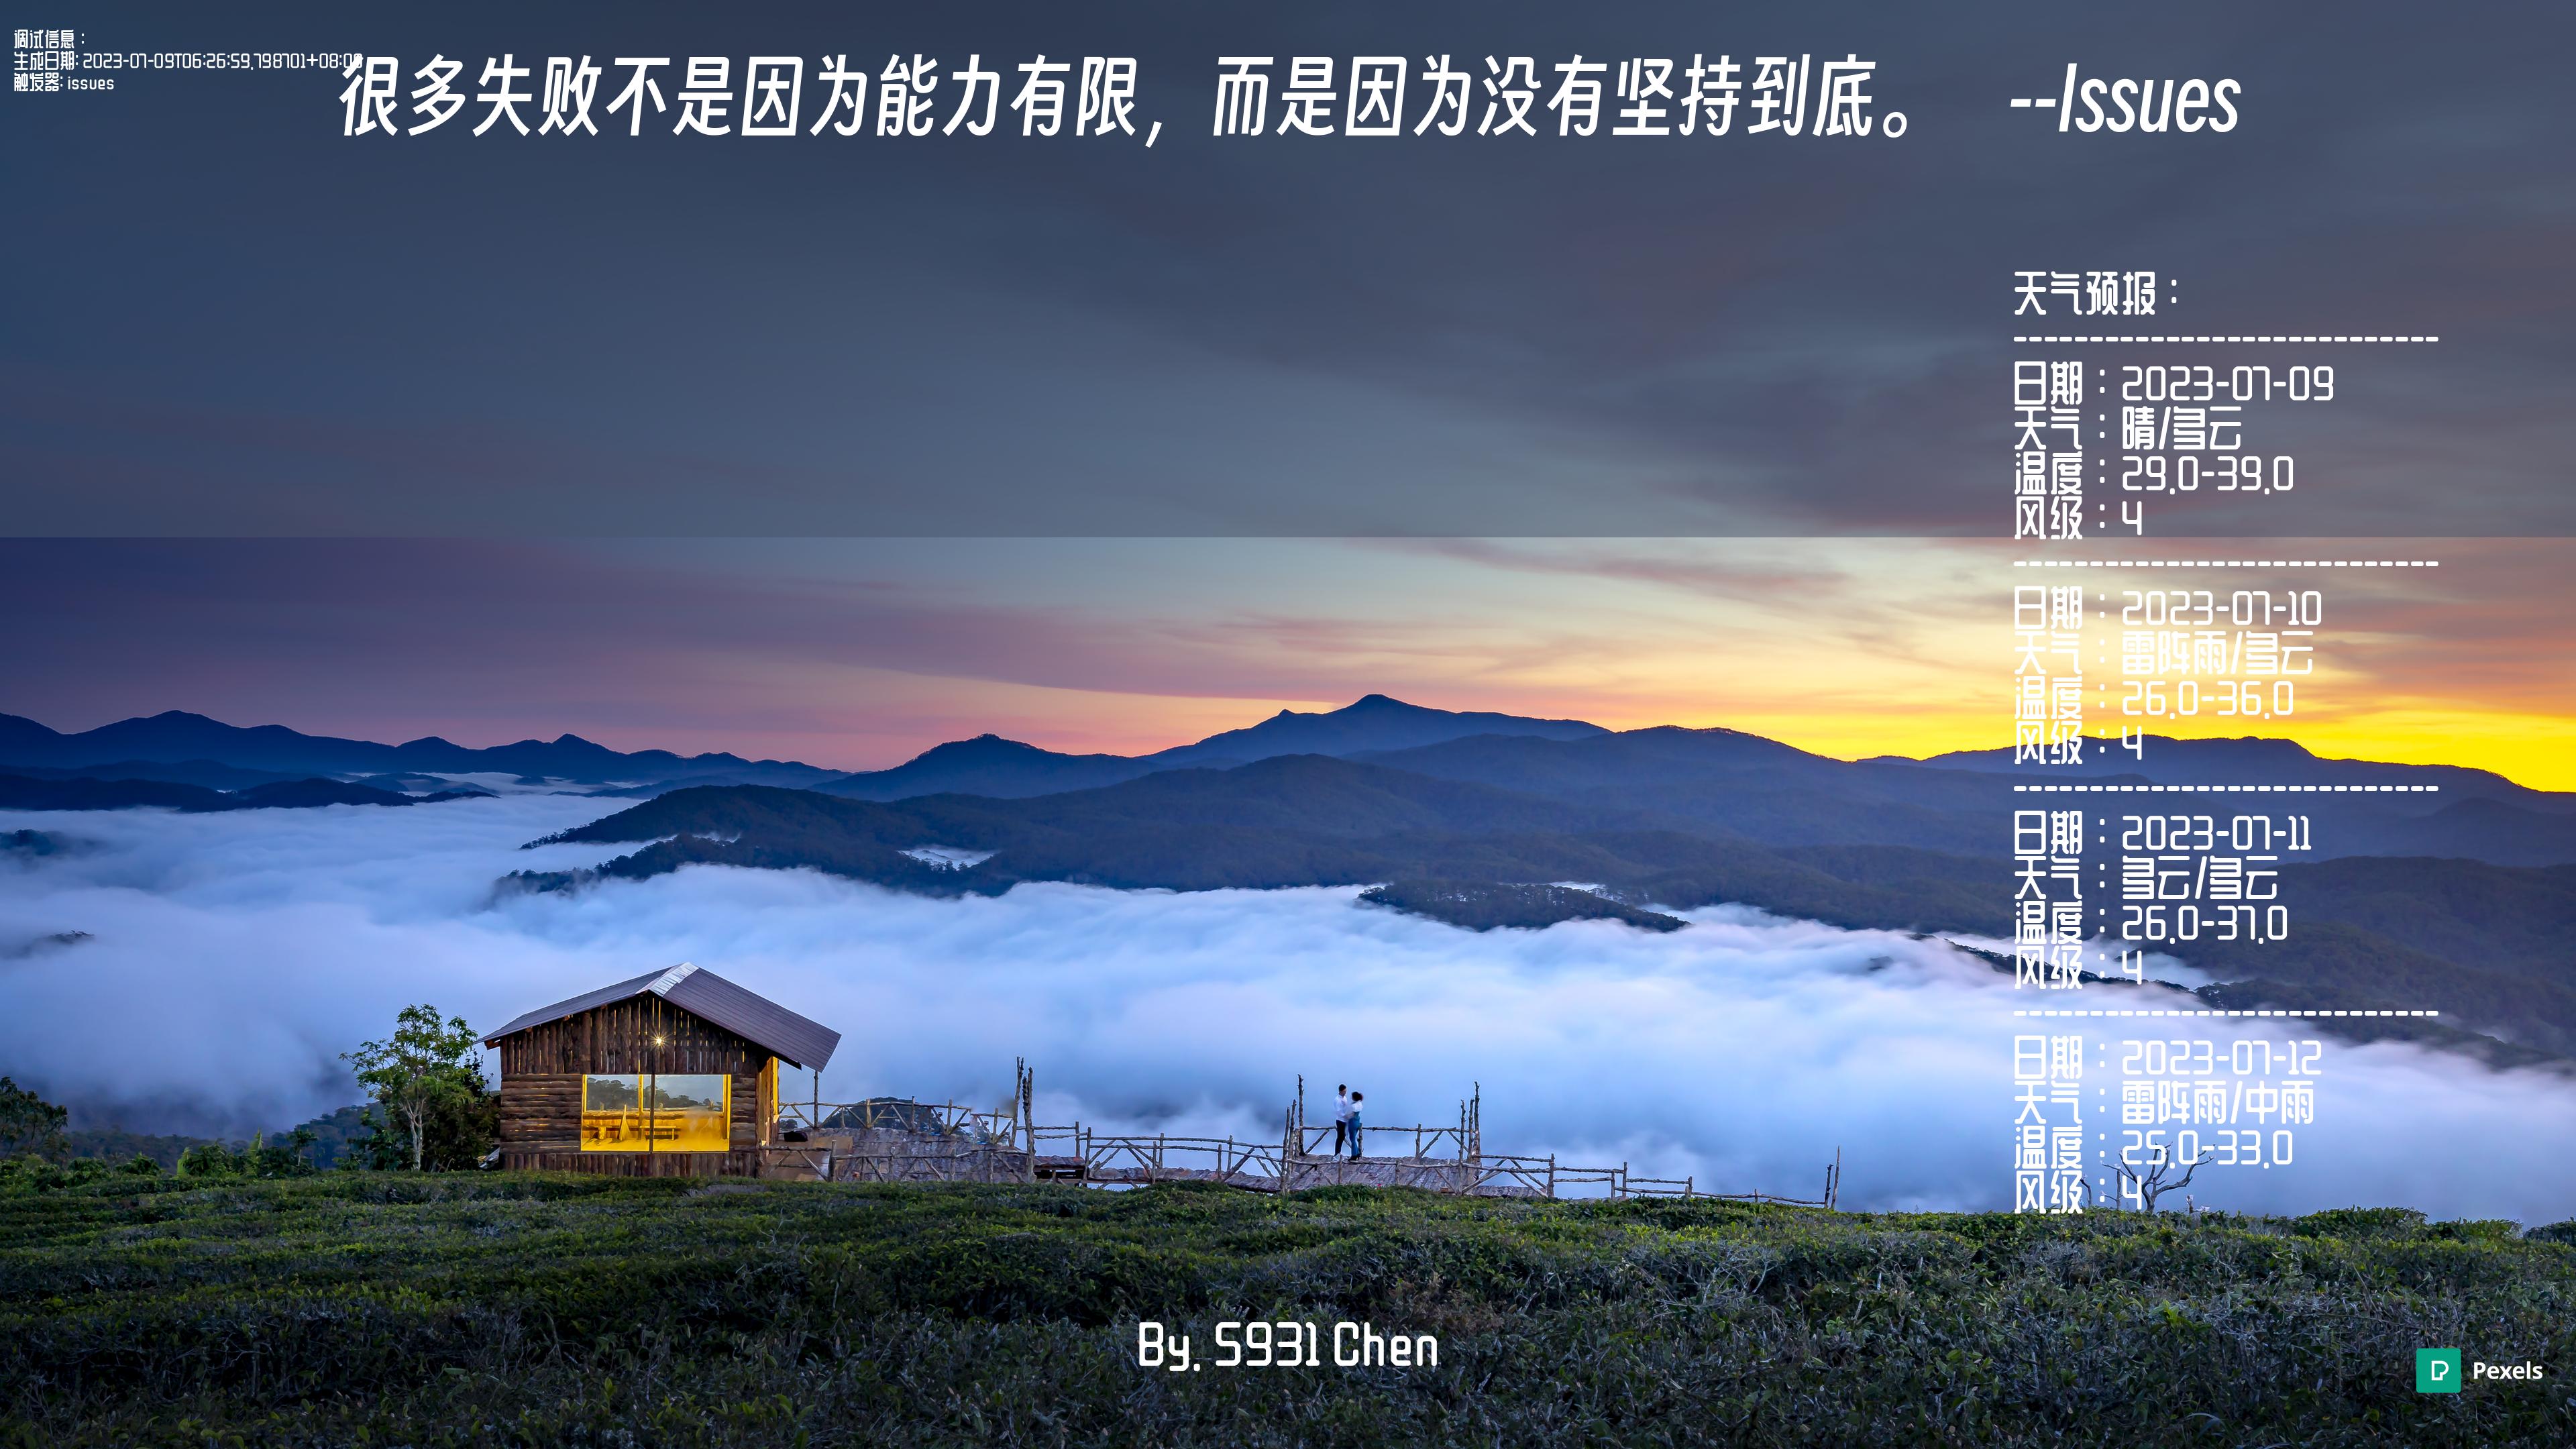 调试信息：
生成日期: 2023-07-09T06:26:59.798701+08:00
触发器: issues
很多失败不是因为能力有限，而是因为没有坚持到底。 --Issues
天气预报：
----------------------------
日期：2023-07-09
天气：晴/多云
温度：29.0-39.0
风级：4
----------------------------
日期：2023-07-10
天气：雷阵雨/多云
温度：26.0-36.0
风级：4
----------------------------
日期：2023-07-11
天气：多云/多云
温度：26.0-37.0
风级：4
----------------------------
日期：2023-07-12
天气：雷阵雨/中雨
温度：25.0-33.0
风级：4
By. S931 Chen
Pexels